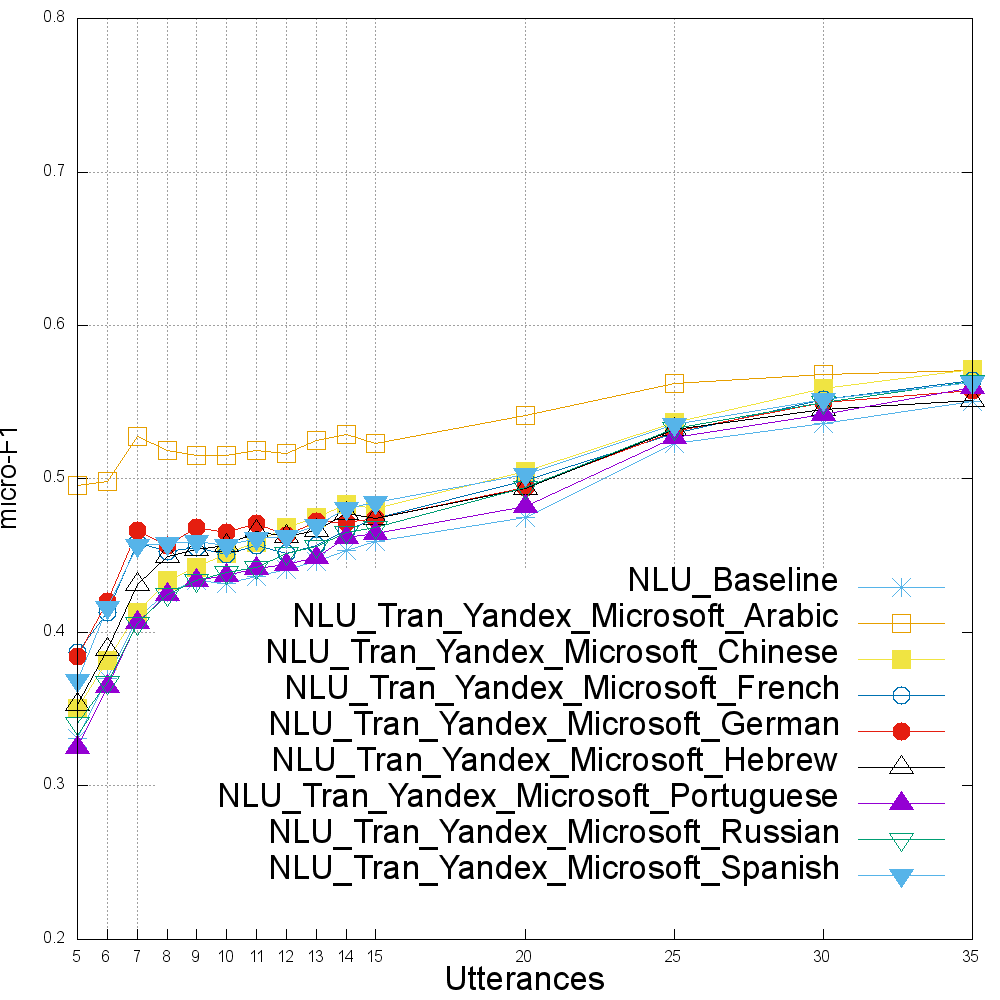 0.8
0.7
0.6
0.5
0.4
0.3
0.2
micro-F1
NLU_Baseline
NLU_Tran_Yandex_Microsoft_Arabic
NLU_Tran_Yandex_Microsoft_Chinese
NLU_Tran_Yandex_Microsoft_French
NLU_Tran_Yandex_Microsoft_German
NLU_Tran_Yandex_Microsoft_Hebrew
NLU_Tran_Yandex_Microsoft_Portuguese
NLU_Tran_Yandex_Microsoft_Russian
NLU_Tran_Yandex_Microsoft_Spanish
5 6 7 8 9 10 11 12 13 14 15 20 25 30 35
Utterances